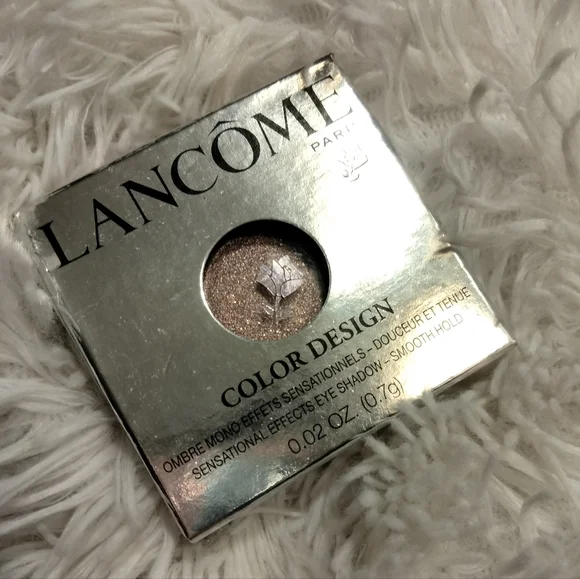 LANCÔME
PARIS
COLOR DESIGN
OMBRE MONO EFFETS SENSATIONNELS - DOUCEUR ET TENUE
SENSATIONAL EFFECTS EYE SHADOW - SMOOTH HOLD
0.02 OZ. (0.7g)